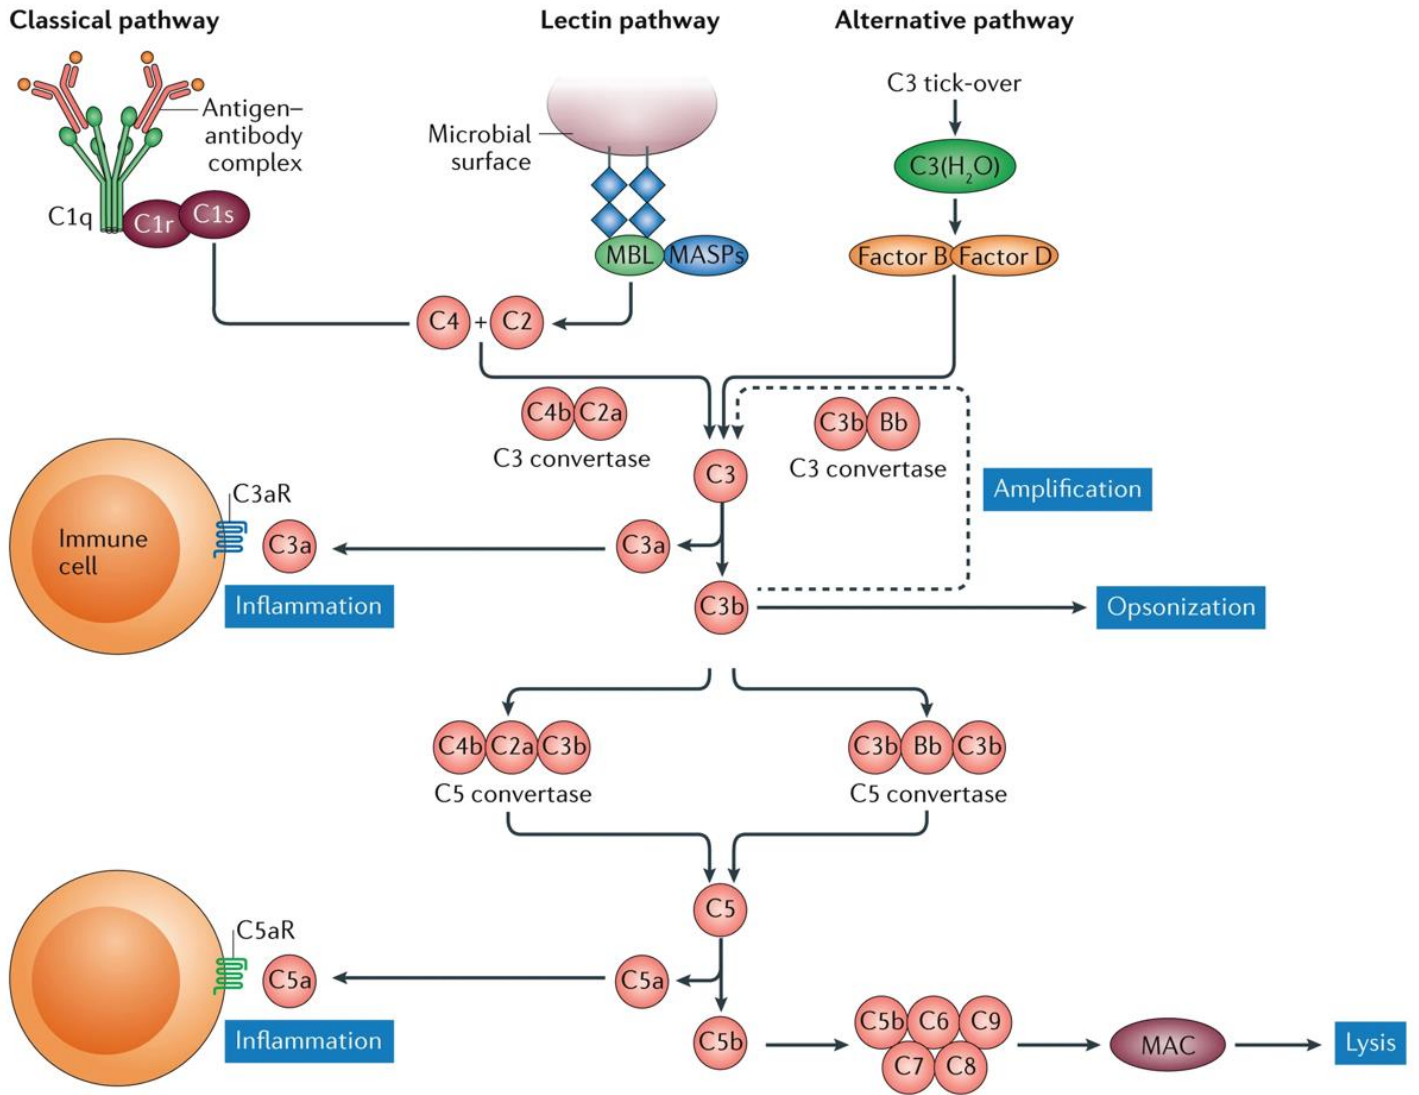 Classical pathway
Lectin pathway
Alternative pathway
Antigen–
antibody
complex
C1q
C1r
C1s
Microbial
surface
MBL
MASPs
C3 tick-over
C3(H₂O)
Factor B
Factor D
C4
+
C2
C4b
C2a
C3 convertase
C3b
Bb
C3 convertase
C3
Amplification
Immune
cell
C3aR
C3a
Inflammation
C3a
C3b
Opsonization
C4b
C2a
C3b
C5 convertase
C3b
Bb
C3b
C5 convertase
C5
C5aR
C5a
Inflammation
C5a
C5b
C5b
C6
C9
C7
C8
MAC
Lysis